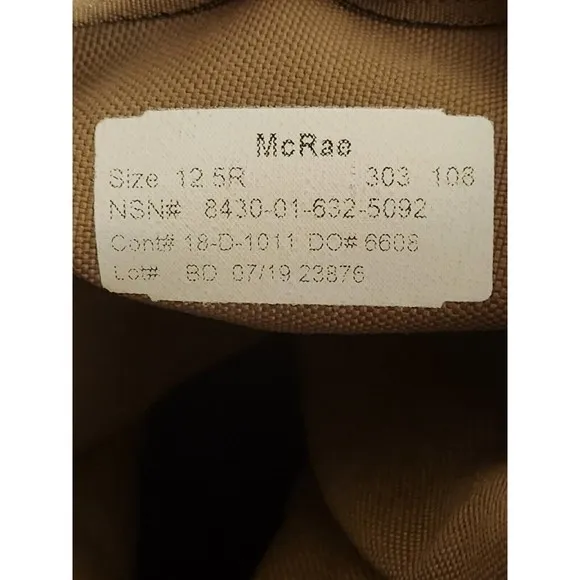 McRae
Size 12.5R 303 108
NSN# 8430-01-632-5092
Cont# 18-D-1011 DO# 6608
Lot# BD 07/19 23876